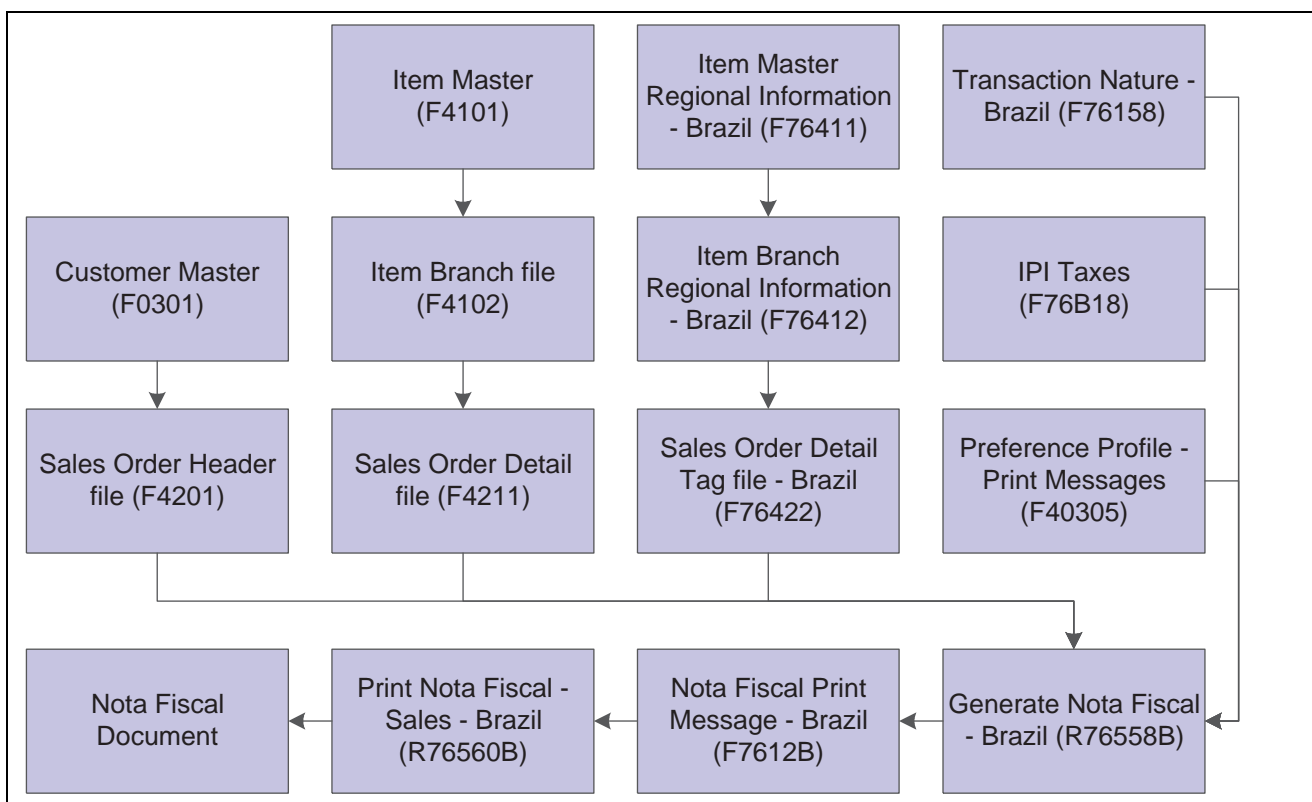 Item Master
(F4101)
Item Master
Regional Information
- Brazil (F76411)
Transaction Nature -
Brazil (F76158)
Customer Master
(F0301)
Item Branch file
(F4102)
Item Branch
Regional Information
- Brazil (F76412)
IPI Taxes
(F76B18)
Sales Order Header
file (F4201)
Sales Order Detail
file (F4211)
Sales Order Detail
Tag file - Brazil
(F76422)
Preference Profile -
Print Messages
(F40305)
Nota Fiscal
Document
Print Nota Fiscal -
Sales - Brazil
(R76560B)
Nota Fiscal Print
Message - Brazil
(F7612B)
Generate Nota Fiscal
- Brazil (R76558B)